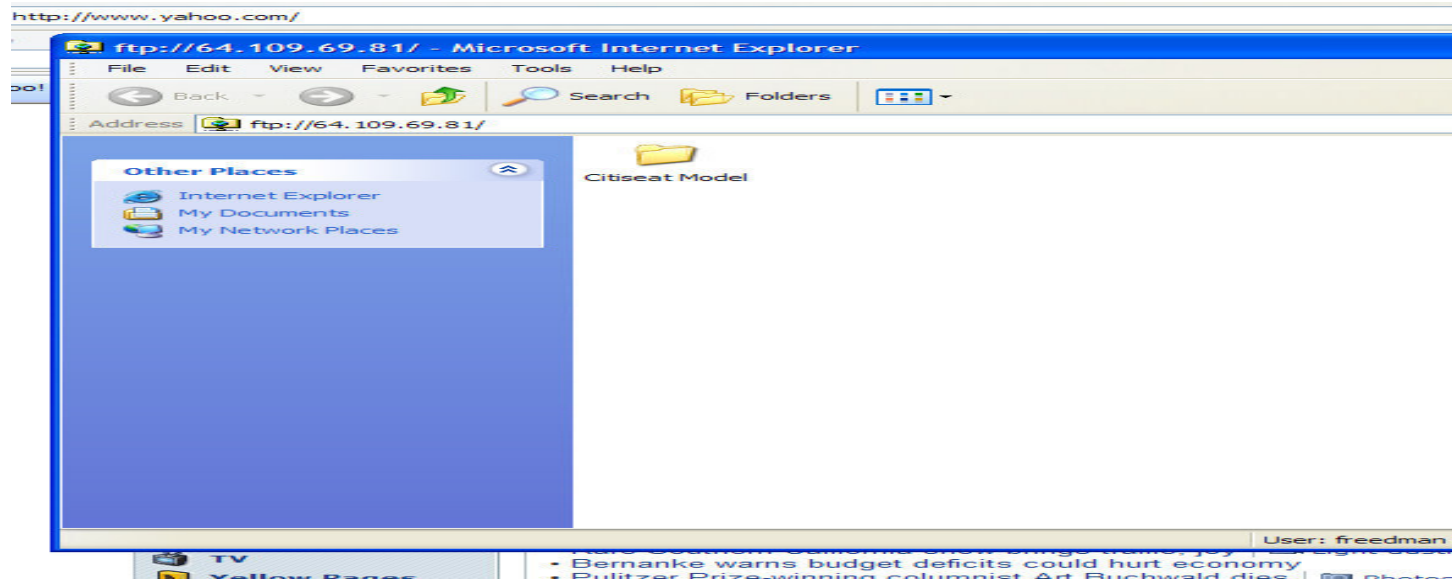 http://www.yahoo.com/
ftp://64.109.69.81/ - Microsoft Internet Explorer
File Edit View Favorites Tools Help
Back Search Folders
Address ftp://64.109.69.81/
Other Places
Internet Explorer
My Documents
My Network Places
Citiseat Model
User: freedman
TV
• Bernanke warns budget deficits could hurt economy
Yellow Pages
• Pulitzer Prize-winning columnist Art Buchwald dies